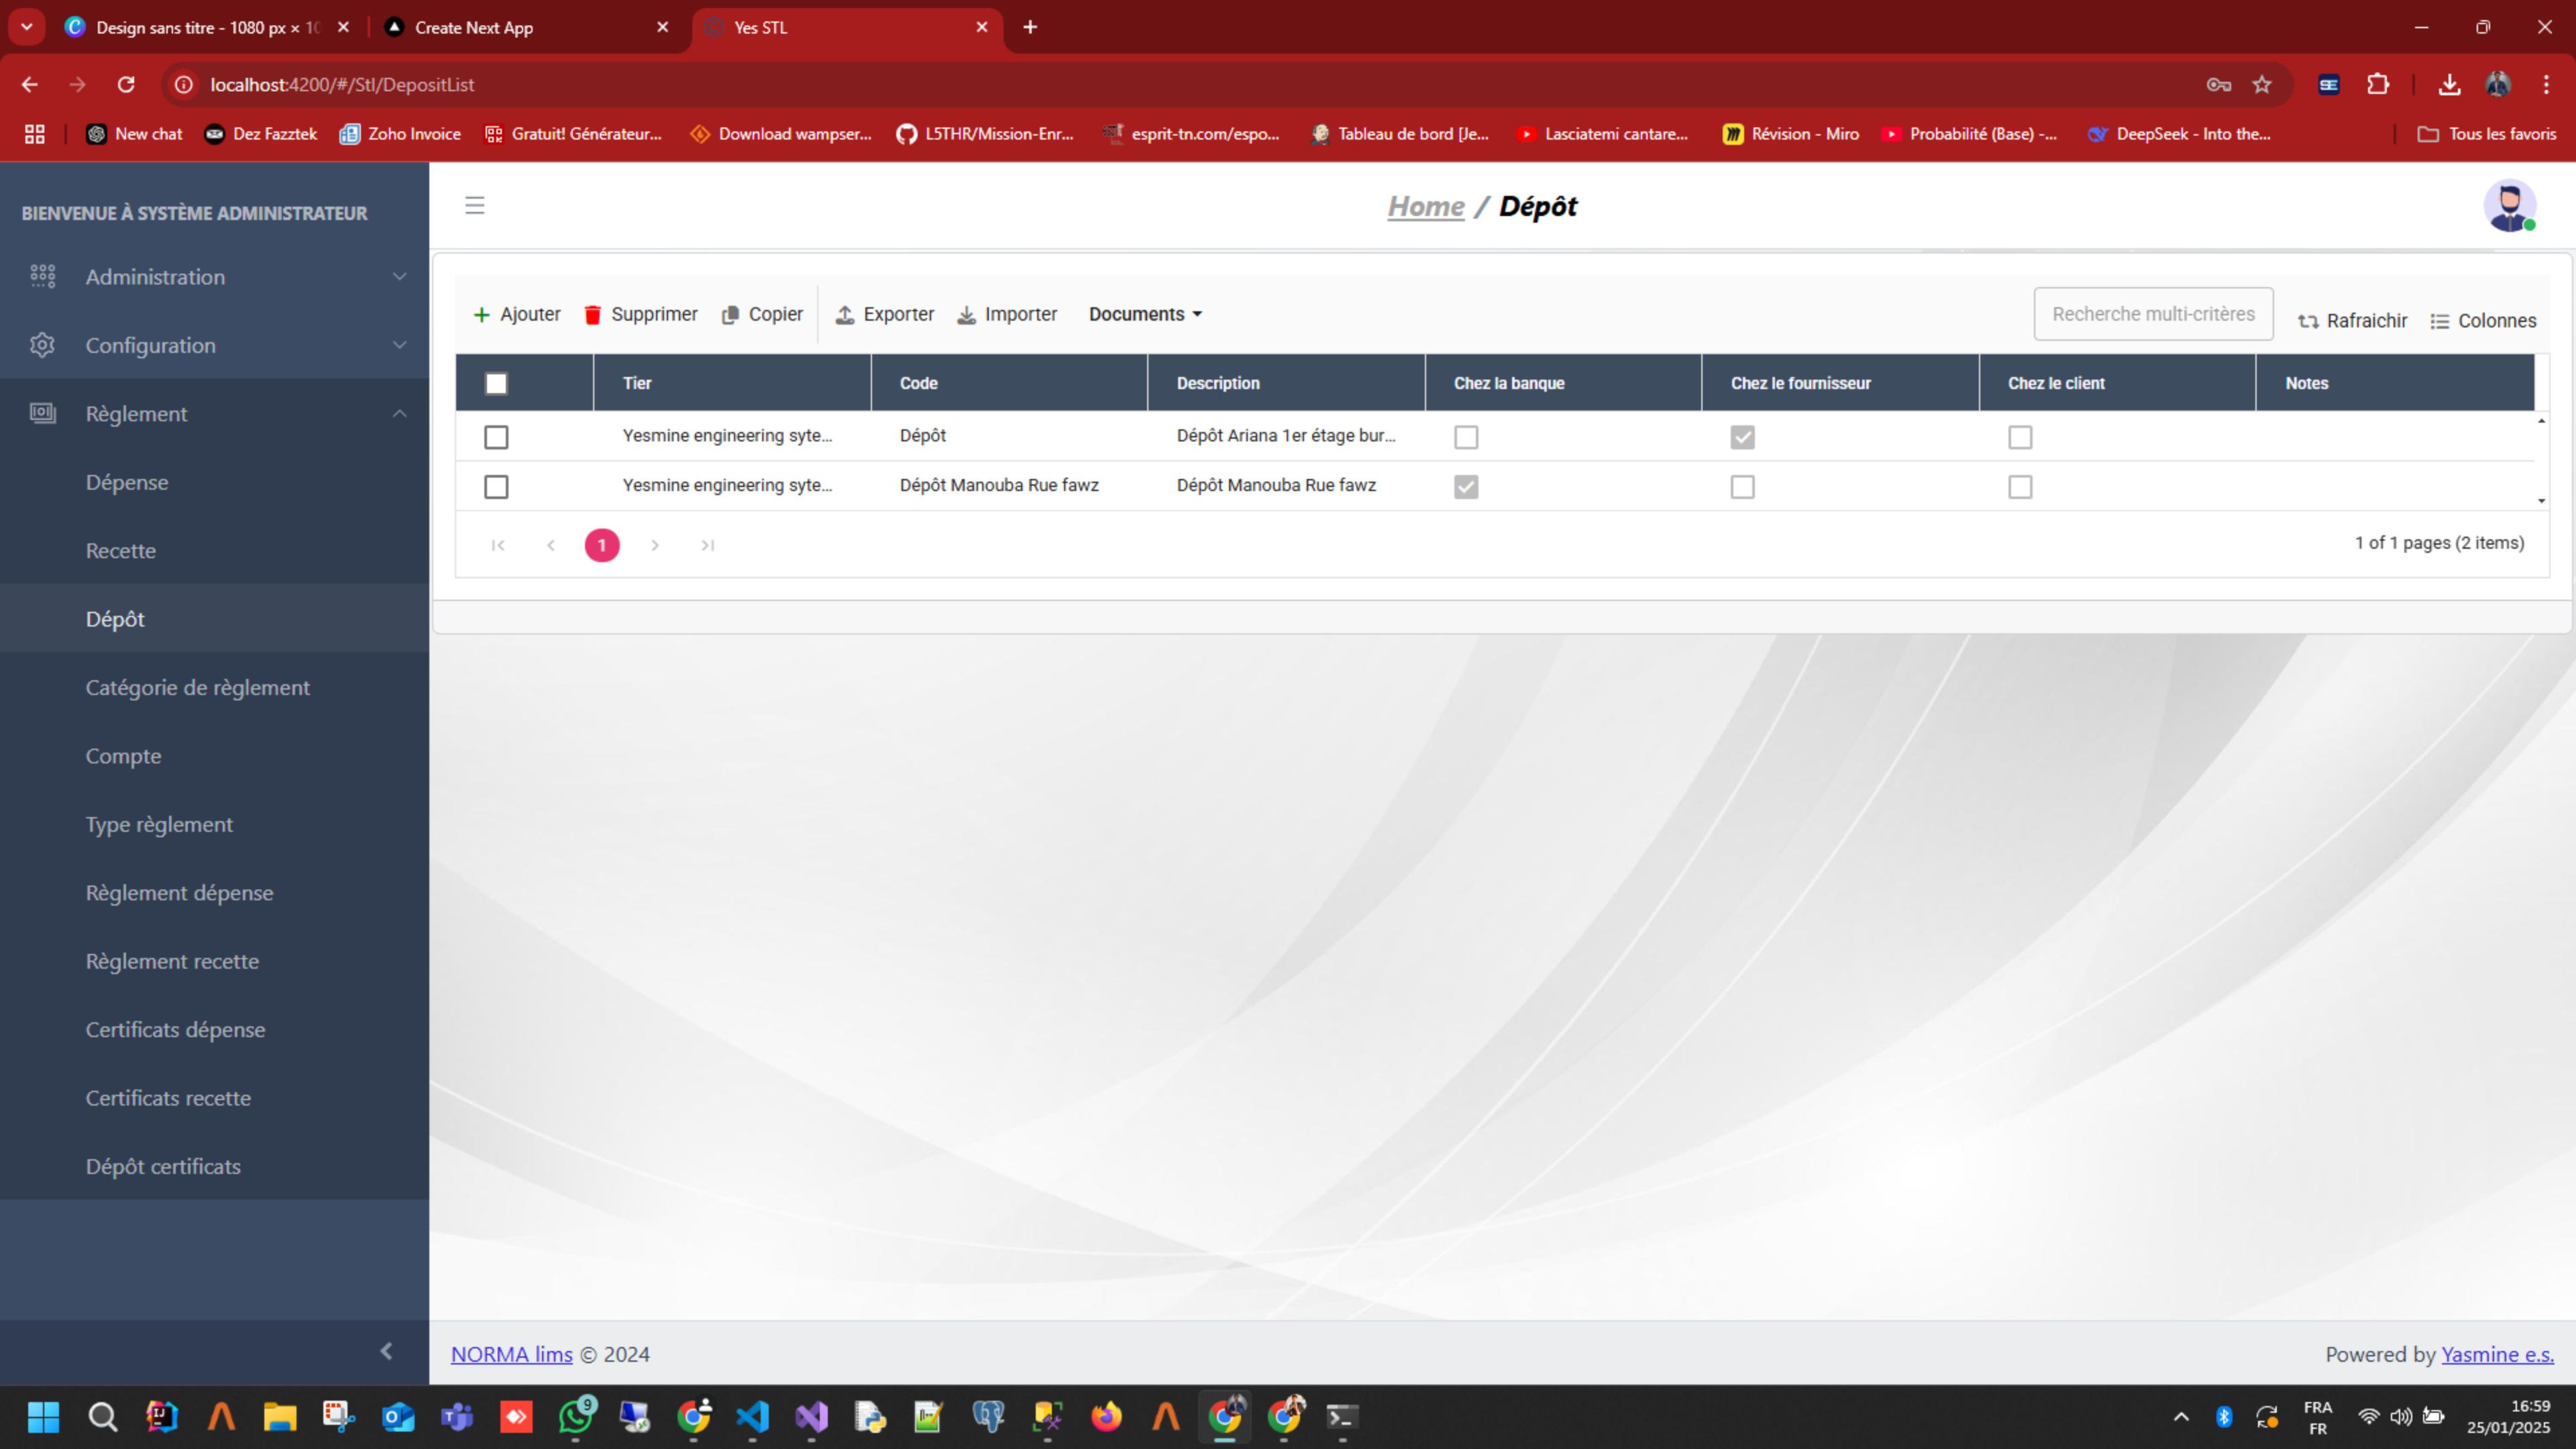 Design sans titre - 1080 px × 10
Create Next App
Yes STL
localhost:4200/#/Stl/DepositList
New chat
Dez Fazztek
Zoho Invoice
Gratuit! Générateur...
Download wampser...
L5THR/Mission-Enr...
esprit-tn.com/espo...
Tableau de bord [Je...
Lasciatemi cantare...
Révision - Miro
Probabilité (Base) -...
DeepSeek - Into the...
Tous les favoris
BIENVENUE À SYSTÈME ADMINISTRATEUR
Administration
Configuration
Règlement
Dépense
Recette
Dépôt
Catégorie de règlement
Compte
Type règlement
Règlement dépense
Règlement recette
Certificats dépense
Certificats recette
Dépôt certificats
Home / Dépôt
Ajouter Supprimer Copier Exporter Importer Documents Recherche multi-critères Rafraichir Colonnes
Tier Code Description Chez la banque Chez le fournisseur Chez le client Notes
Yesmine engineering syte... Dépôt Dépôt Ariana 1er étage bur...
Yesmine engineering syte... Dépôt Manouba Rue fawz Dépôt Manouba Rue fawz
1
1 of 1 pages (2 items)
NORMA lims © 2024
Powered by Yasmine e.s.
9
FRA
FR
16:59
25/01/2025